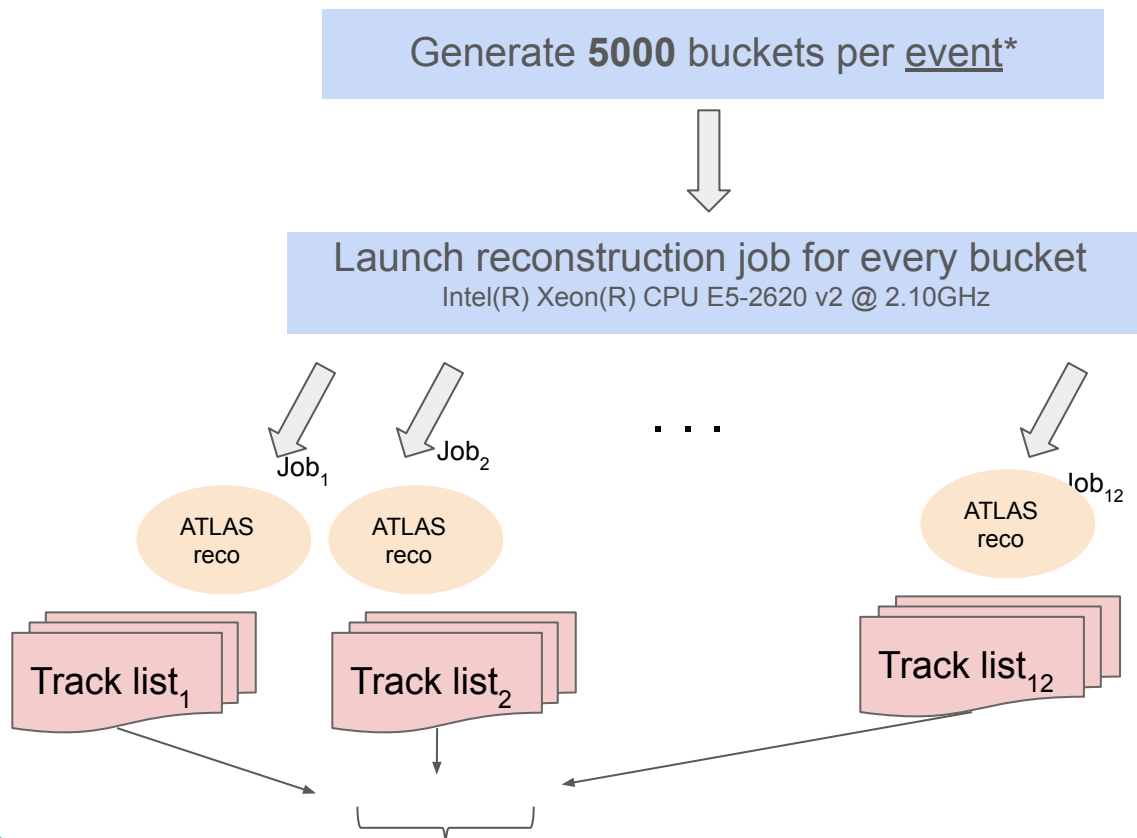 Generate 5000 buckets per event*
Launch reconstruction job for every bucket
Intel(R) Xeon(R) CPU E5-2620 v2 @ 2.10GHz
. . .
Job1
Job2
Job12
ATLAS
reco
ATLAS
reco
ATLAS
reco
Track list1
Track list2
Track list12